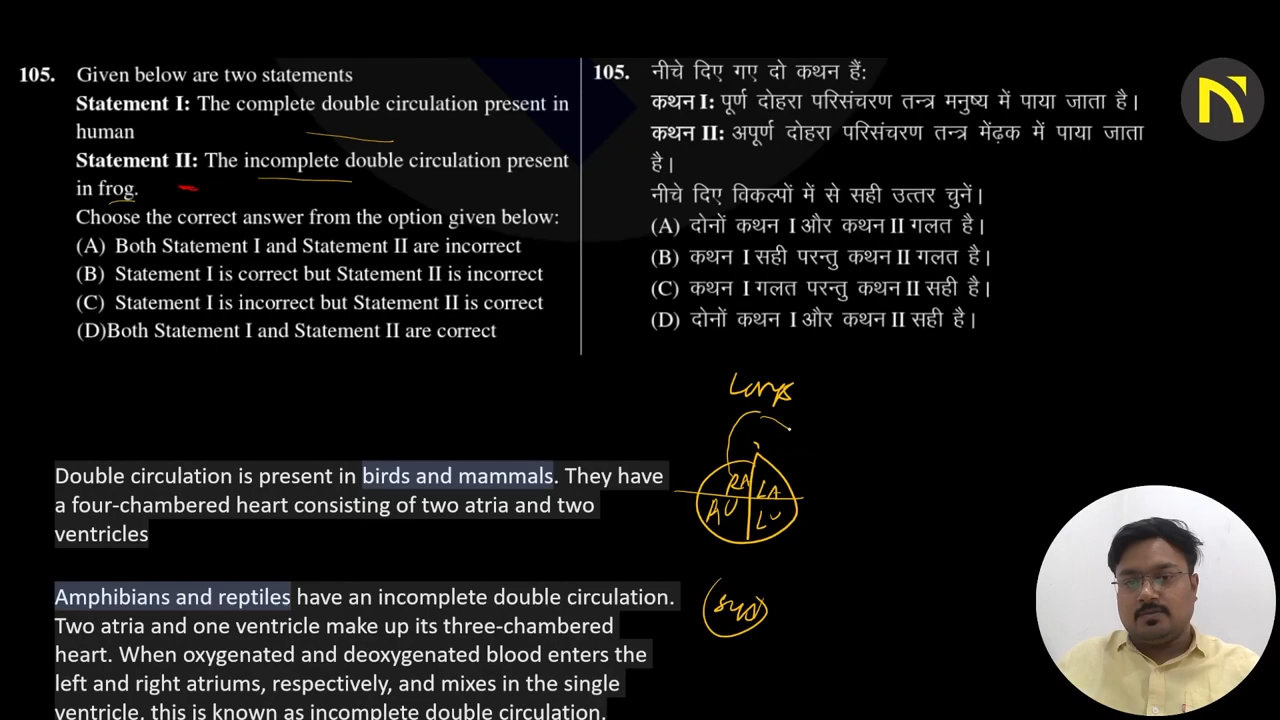 105. Given below are two statements
Statement I: The complete double circulation present in
human
Statement II: The incomplete double circulation present
in frog.
Choose the correct answer from the option given below:
(A) Both Statement I and Statement II are incorrect
(B) Statement I is correct but Statement II is incorrect
(C) Statement I is incorrect but Statement II is correct
(D)Both Statement I and Statement II are correct
105. नीचे दिए गए दो कथन हैं:
कथन I: पूर्ण दोहरा परिसंचरण तन्त्र मनुष्य में पाया जाता है।
कथन II: अपूर्ण दोहरा परिसंचरण तन्त्र मेंढ़क में पाया जाता
है।
नीचे दिए विकल्पों में से सही उत्तर चुनें।
(A) दोनों कथन I और कथन II गलत है।
(B) कथन I सही परन्तु कथन II गलत है।
(C) कथन I गलत परन्तु कथन II सही है।
(D) दोनों कथन I और कथन II सही है।
Lungs
RA LA
RV LV
Double circulation is present in birds and mammals. They have
a four-chambered heart consisting of two atria and two
ventricles
Amphibians and reptiles have an incomplete double circulation.
Two atria and one ventricle make up its three-chambered
heart. When oxygenated and deoxygenated blood enters the
left and right atriums, respectively, and mixes in the single
ventricle, this is known as incomplete double circulation.